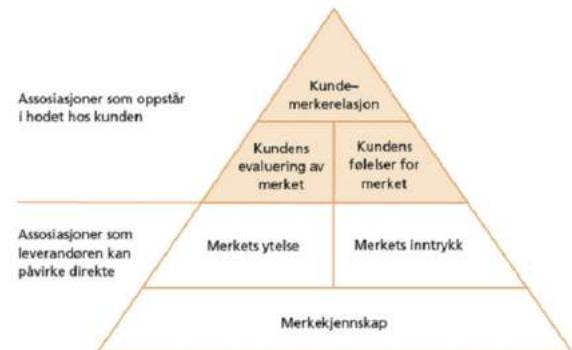 Kunde–
merkerelasjon
Assosiasjoner som oppstår
i hodet hos kunden
Kundens
evaluering av
merket
Kundens
følelser for
merket
Assosiasjoner som
leverandøren kan
påvirke direkte
Merkets ytelse
Merkets inntrykk
Merkekjennskap